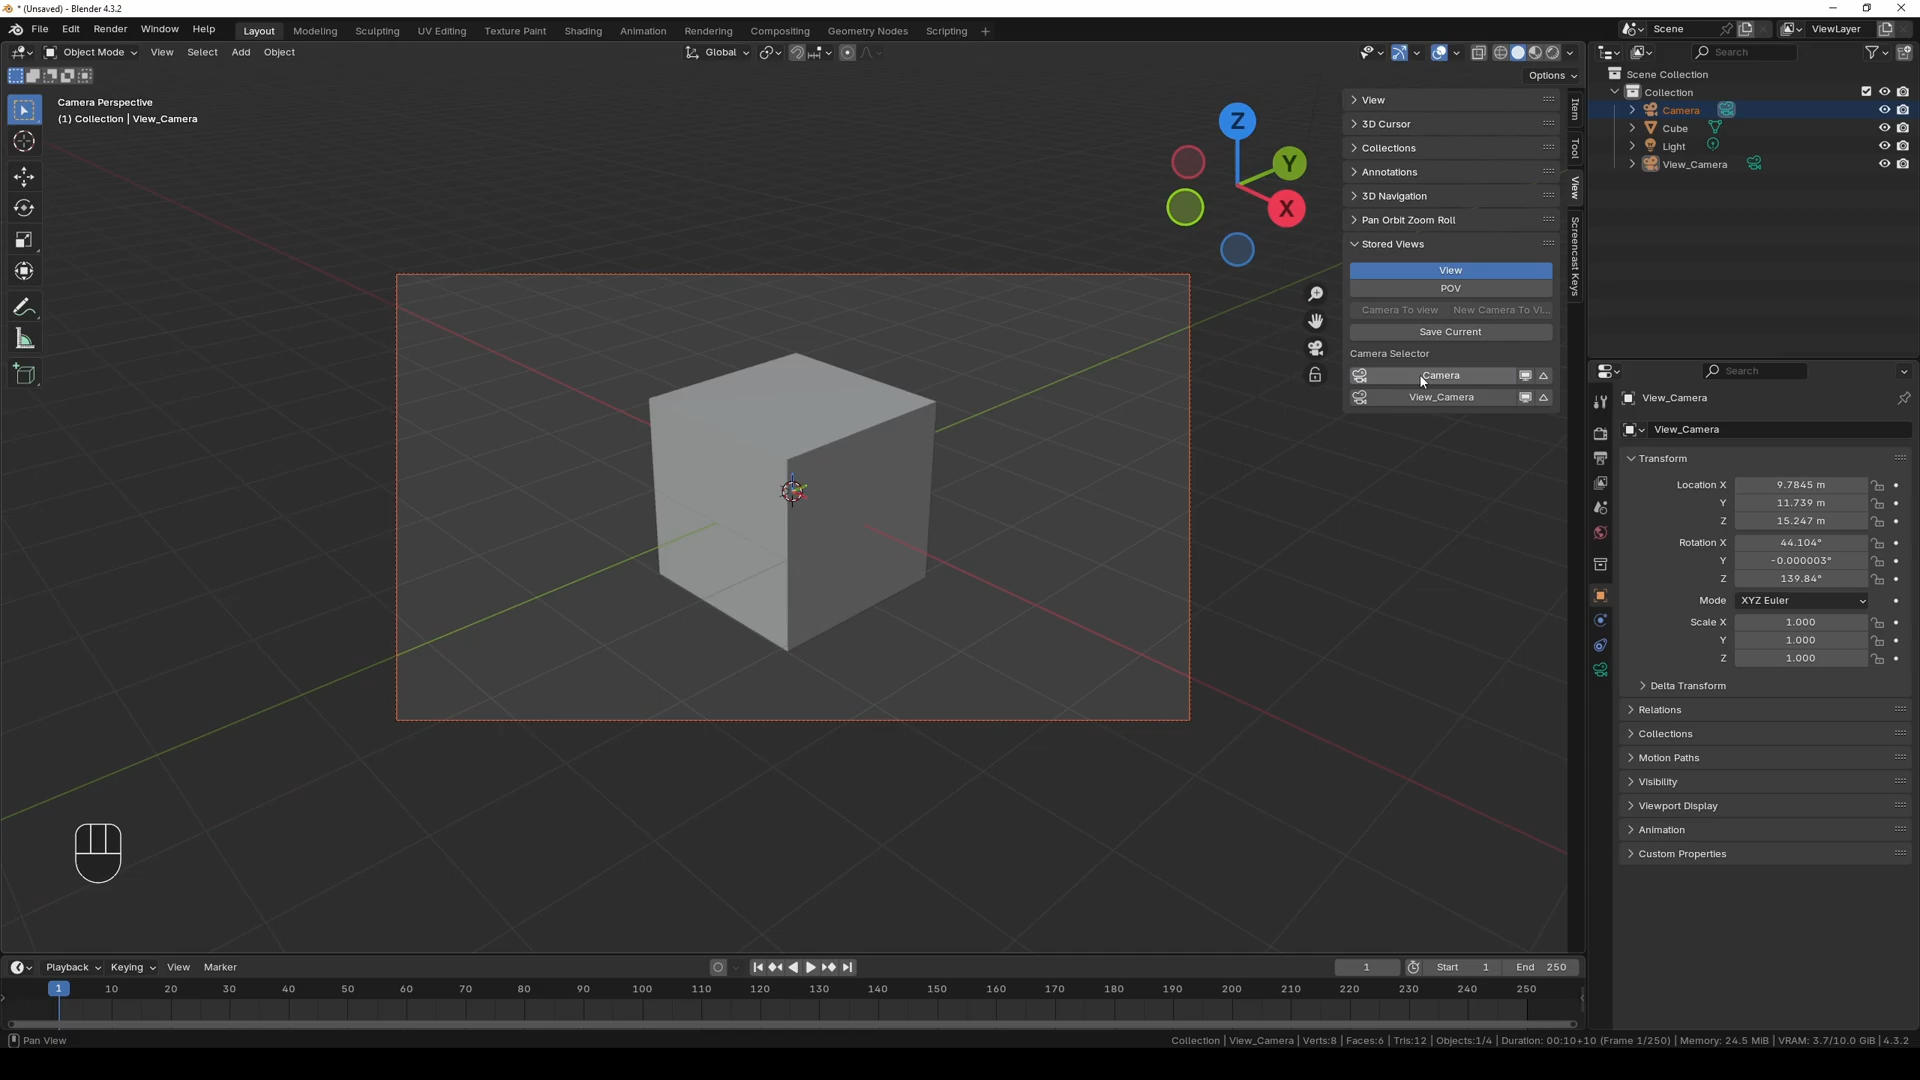 * (Unsaved) - Blender 4.3.2
File Edit Render Window Help Layout Modeling Sculpting UV Editing Texture Paint Shading Animation Rendering Compositing Geometry Nodes Scripting + Scene ViewLayer
Object Mode View Select Add Object Global Search
Options
Camera Perspective
(1) Collection | View_Camera
Z
Y
X
View
3D Cursor
Collections
Annotations
3D Navigation
Pan Orbit Zoom Roll
Stored Views
View
POV
Camera To view New Camera To Vi...
Save Current
Camera Selector
Camera
View_Camera
Item
Tool
View
Screencast Keys
Scene Collection
Collection
Camera
Cube
Light
View_Camera
Search
View_Camera
View_Camera
Transform
Location X 9.7845 m
Y 11.739 m
Z 15.247 m
Rotation X 44.104°
Y -0.000003°
Z 139.84°
Mode XYZ Euler
Scale X 1.000
Y 1.000
Z 1.000
Delta Transform
Relations
Collections
Motion Paths
Visibility
Viewport Display
Animation
Custom Properties
Playback Keying View Marker 1 Start 1 End 250
1 10 20 30 40 50 60 70 80 90 100 110 120 130 140 150 160 170 180 190 200 210 220 230 240 250
Pan View Collection | View_Camera | Verts:8 | Faces:6 | Tris:12 | Objects:1/4 | Duration: 00:10+10 (Frame 1/250) | Memory: 24.5 MiB | VRAM: 3.7/10.0 GiB | 4.3.2